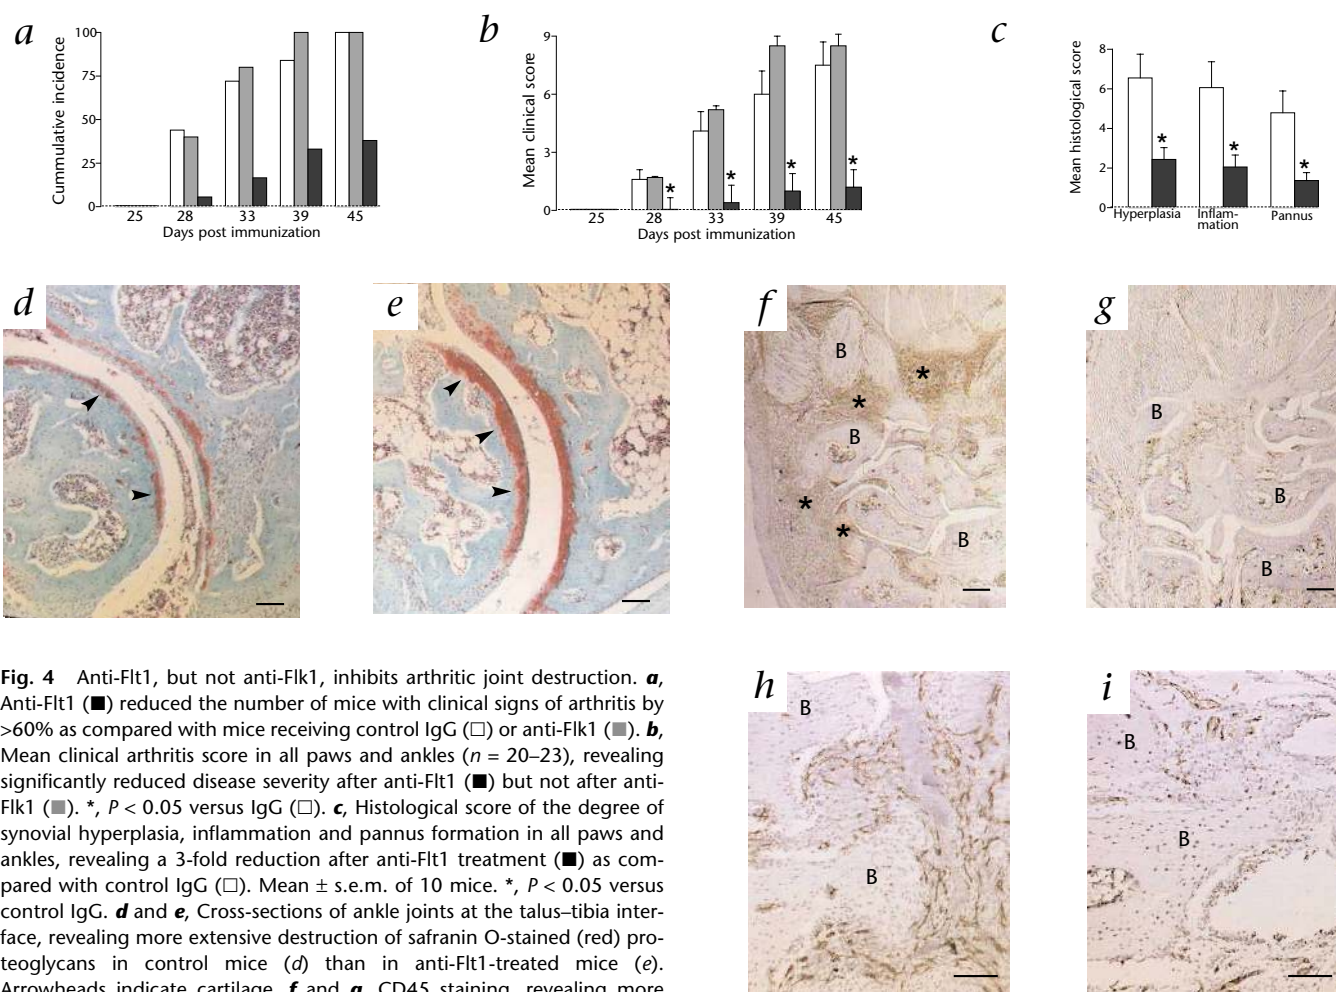 a
Cummulative incidence
100
75
50
25
0
25 28 33 39 45
Days post immunization
b
Mean clinical score
9
6
3
0
* * * *
25 28 33 39 45
Days post immunization
c
Mean histological score
8
6
4
2
0
* * *
Hyperplasia Inflam- Pannus
mation
d
e
f
B
*
*
B
*
*
B
g
B
B
B
Fig. 4 Anti-Flt1, but not anti-Flk1, inhibits arthritic joint destruction. a,
Anti-Flt1 (■) reduced the number of mice with clinical signs of arthritis by
>60% as compared with mice receiving control IgG (□) or anti-Flk1 (■). b,
Mean clinical arthritis score in all paws and ankles (n = 20–23), revealing
significantly reduced disease severity after anti-Flt1 (■) but not after anti-
Flk1 (■). *, P < 0.05 versus IgG (□). c, Histological score of the degree of
synovial hyperplasia, inflammation and pannus formation in all paws and
ankles, revealing a 3-fold reduction after anti-Flt1 treatment (■) as com-
pared with control IgG (□). Mean ± s.e.m. of 10 mice. *, P < 0.05 versus
control IgG. d and e, Cross-sections of ankle joints at the talus–tibia inter-
face, revealing more extensive destruction of safranin O-stained (red) pro-
teoglycans in control mice (d) than in anti-Flt1-treated mice (e).
Arrowheads indicate cartilage. f and g, CD45 staining, revealing more
h
B
B
i
B
B